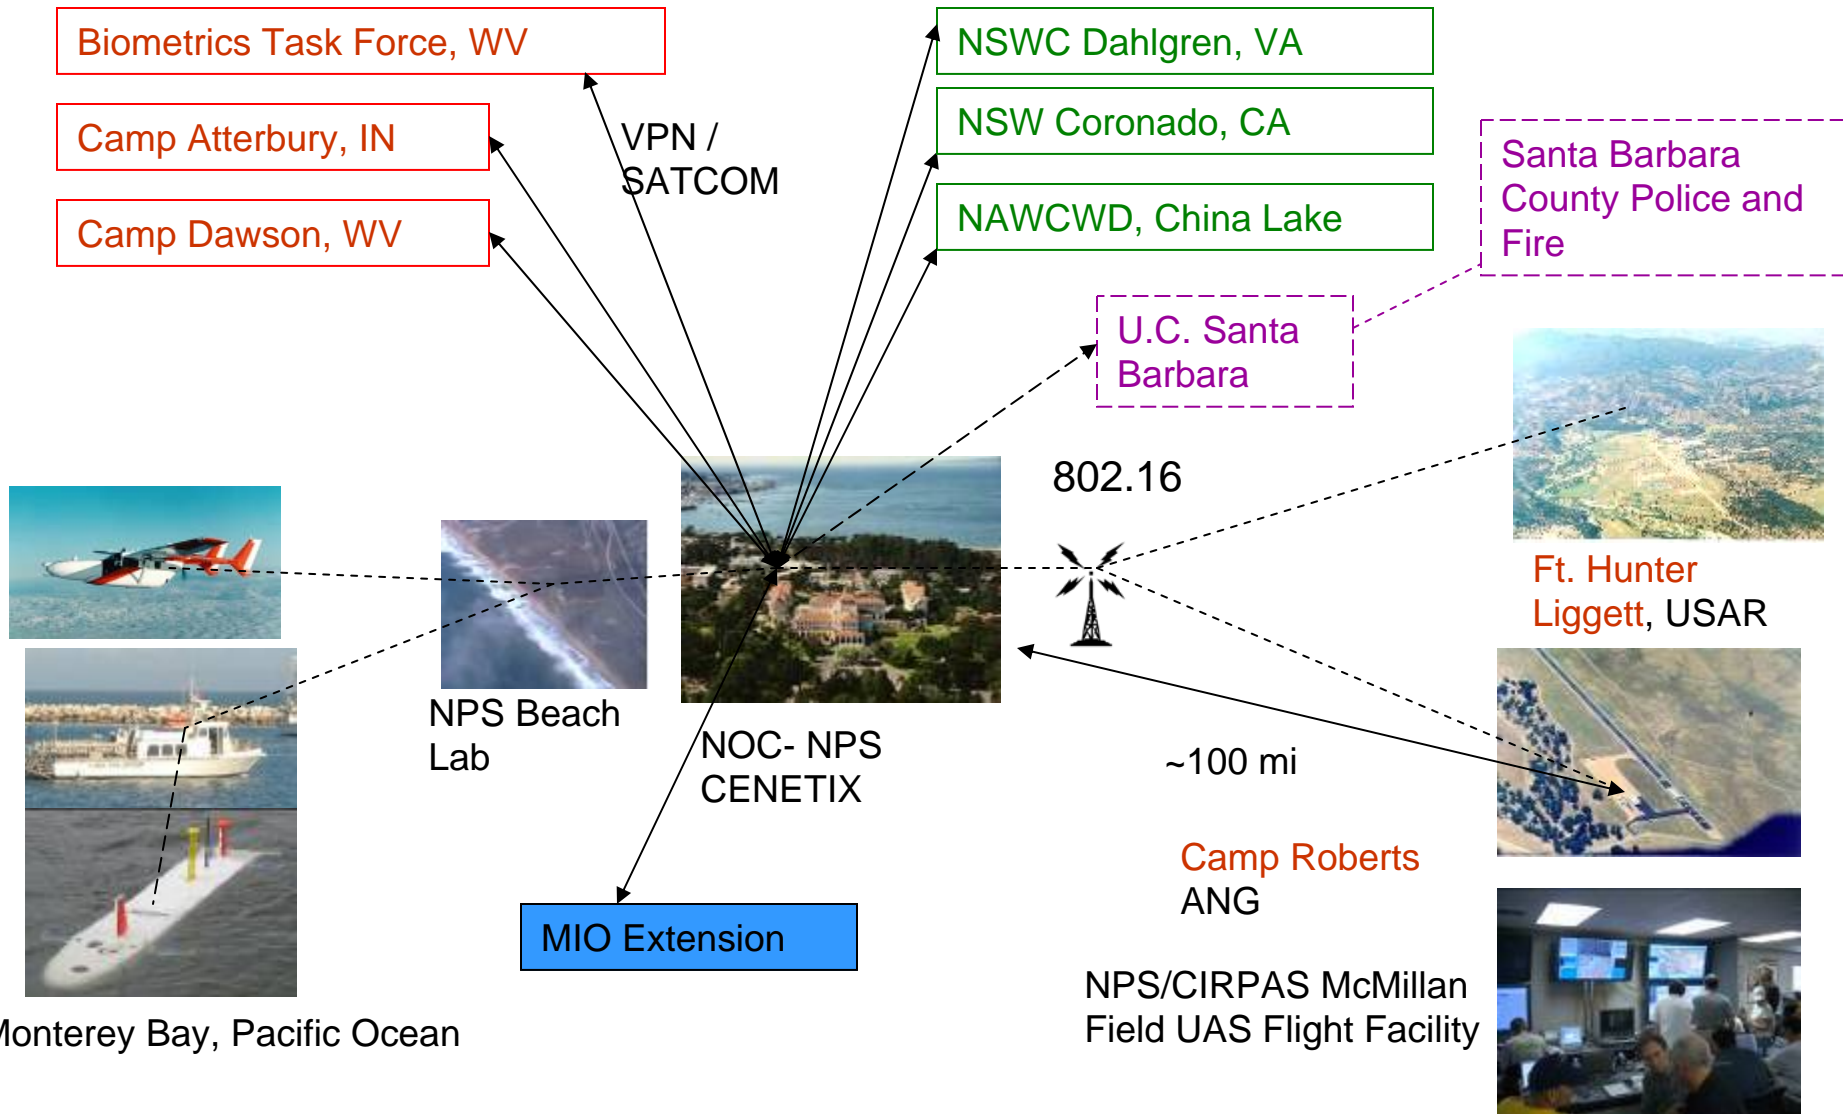 Biometrics Task Force, WV
NSWC Dahlgren, VA
Camp Atterbury, IN
VPN /
SATCOM
NSW Coronado, CA
Santa Barbara
County Police and
Fire
Camp Dawson, WV
NAWCWD, China Lake
U.C. Santa
Barbara
802.16
Ft. Hunter
Liggett, USAR
NPS Beach
Lab
NOC- NPS
CENETIX
~100 mi
Camp Roberts
ANG
MIO Extension
NPS/CIRPAS McMillan
Field UAS Flight Facility
Monterey Bay, Pacific Ocean